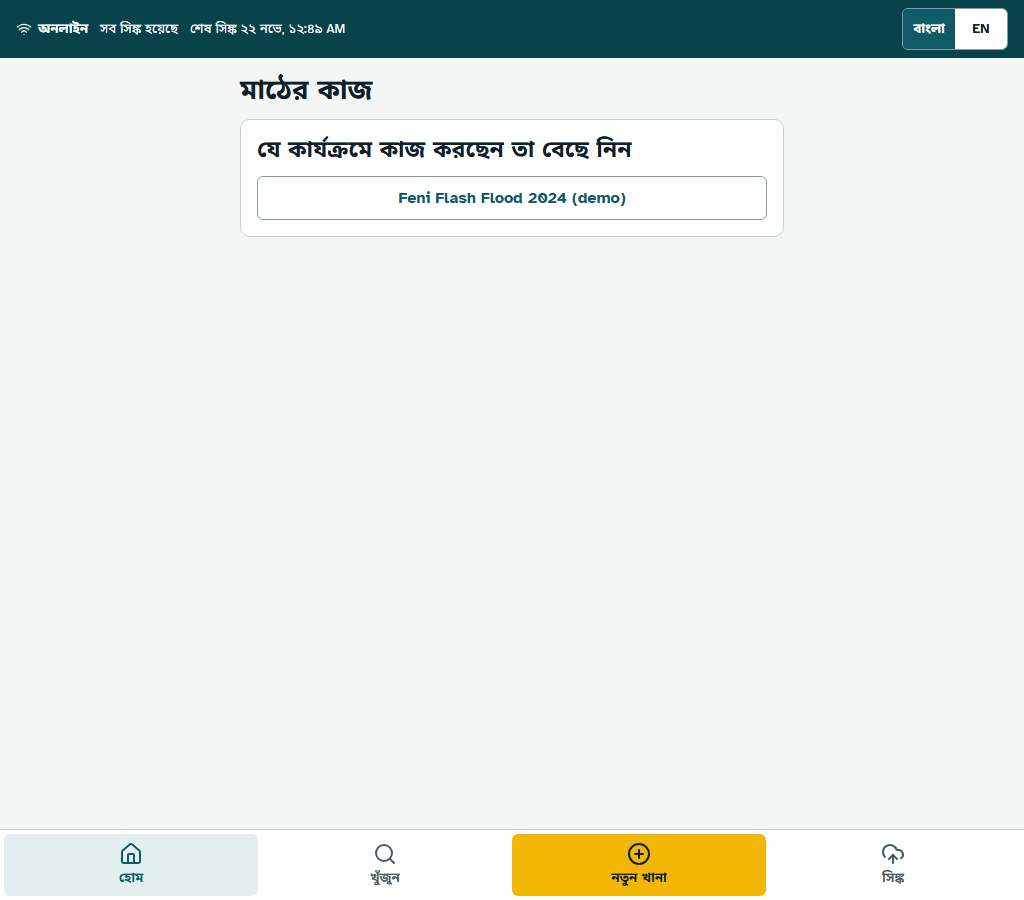 অনলাইন সব সিঙ্ক হয়েছে শেষ সিঙ্ক ২২ নভে, ১২:৪৯ AM বাংলা EN
মাঠের কাজ
যে কার্যক্রমে কাজ করছেন তা বেছে নিন
Feni Flash Flood 2024 (demo)
হোম খুঁজুন নতুন খানা সিঙ্ক